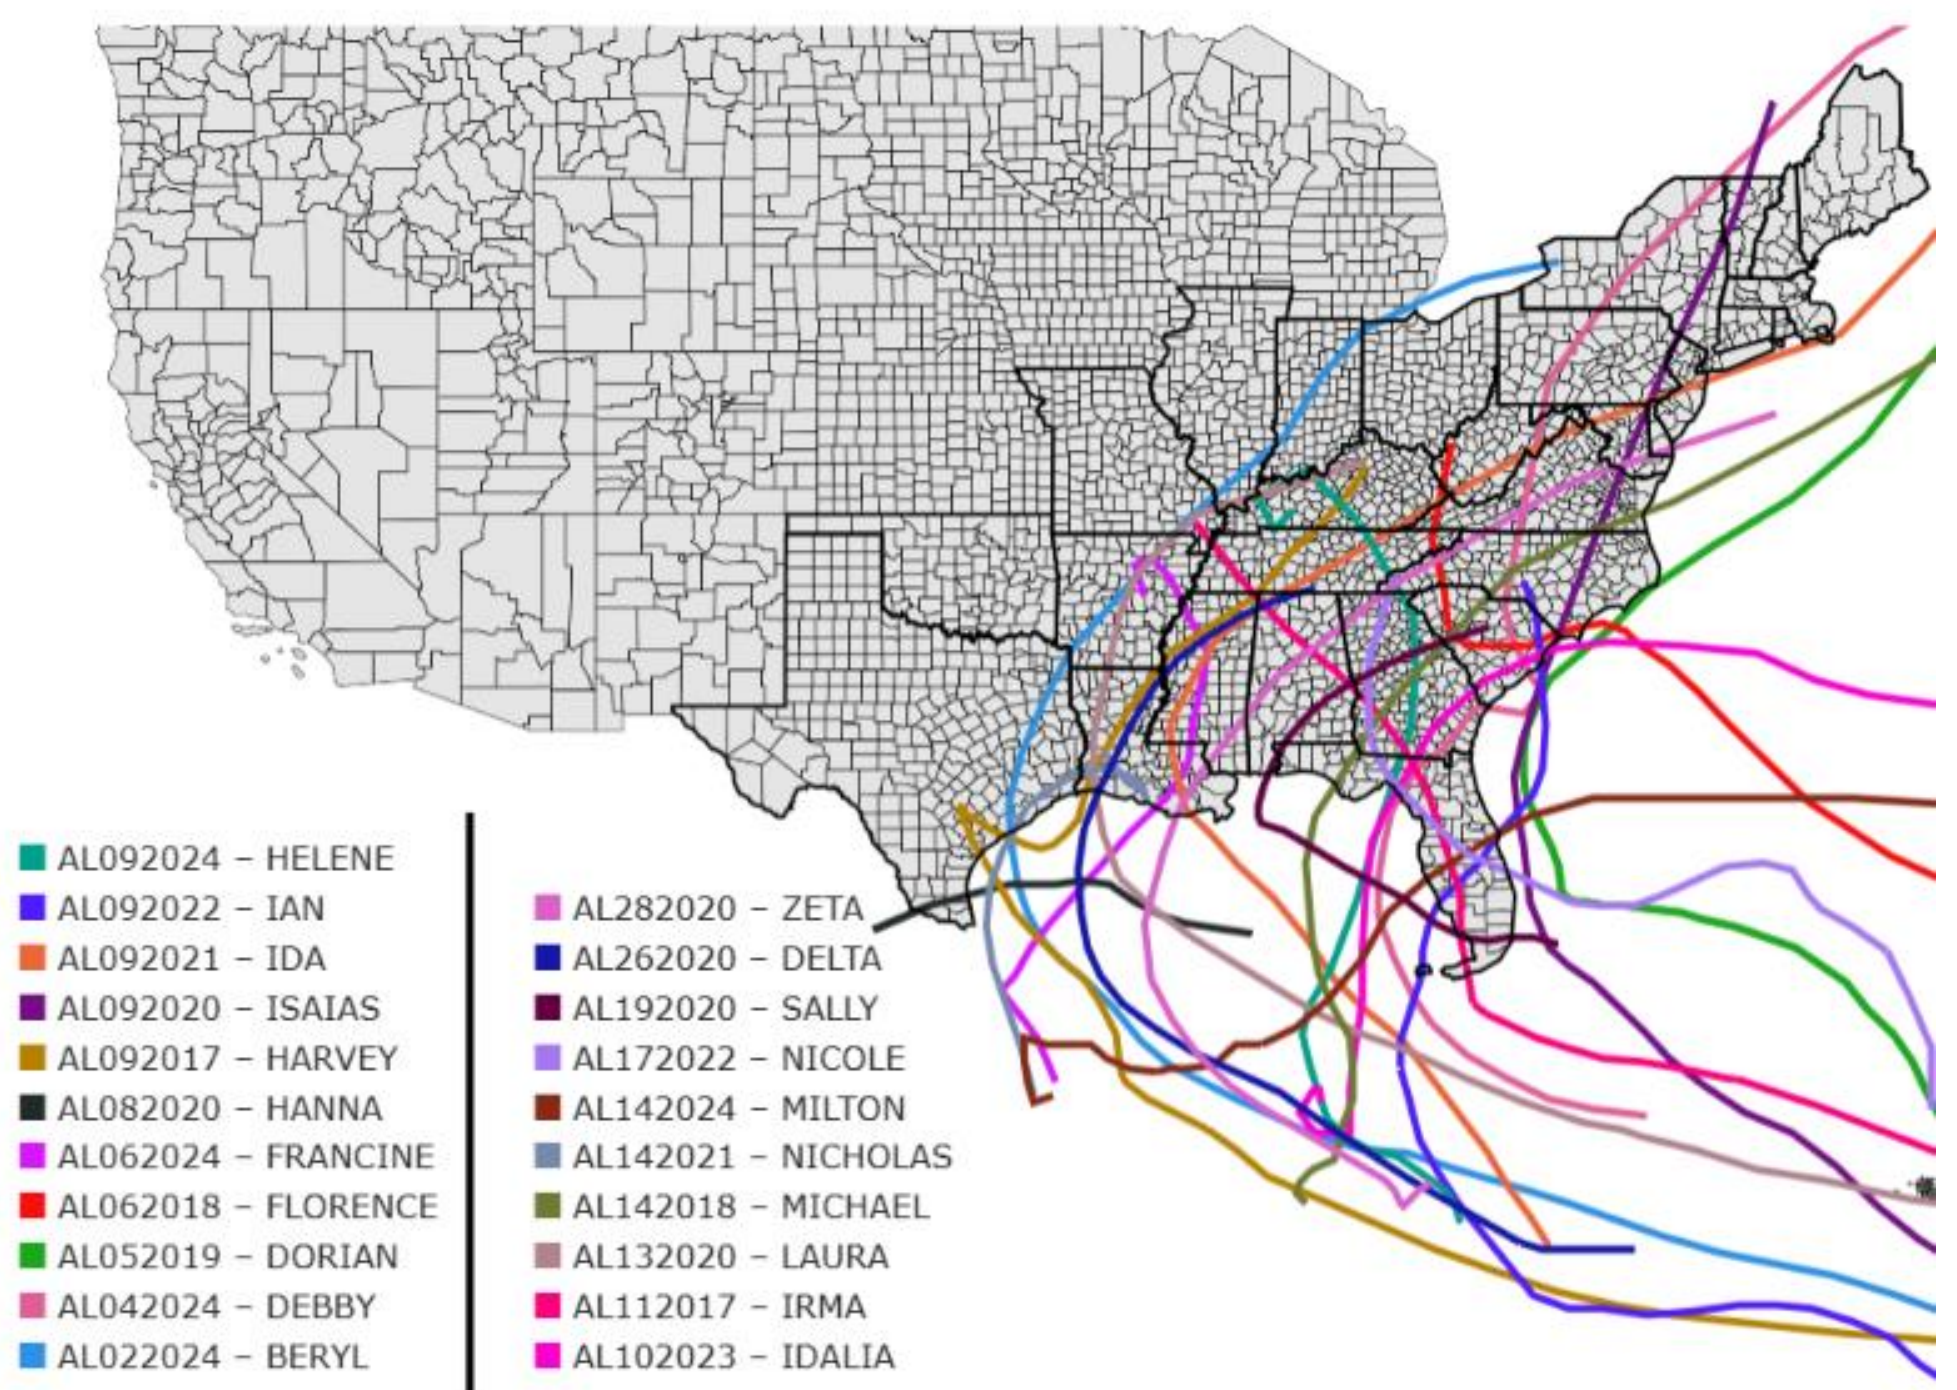 AL092024 – HELENE
AL092022 – IAN
AL092021 – IDA
AL092020 – ISAIAS
AL092017 – HARVEY
AL082020 – HANNA
AL062024 – FRANCINE
AL062018 – FLORENCE
AL052019 – DORIAN
AL042024 – DEBBY
AL022024 – BERYL
AL282020 – ZETA
AL262020 – DELTA
AL192020 – SALLY
AL172022 – NICOLE
AL142024 – MILTON
AL142021 – NICHOLAS
AL142018 – MICHAEL
AL132020 – LAURA
AL112017 – IRMA
AL102023 – IDALIA